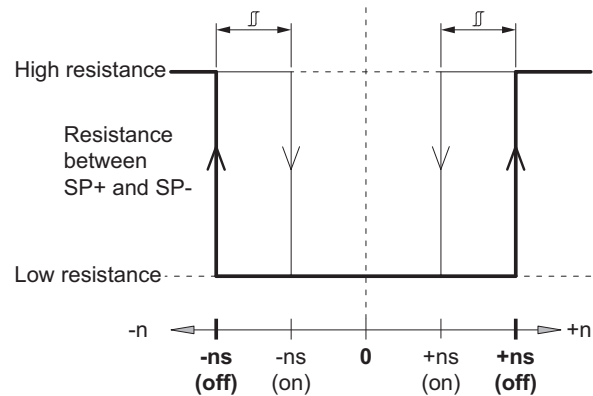 High resistance
Resistance
between
SP+ and SP-
Low resistance
-n
+n
-ns
(off)
-ns
(on)
0
+ns
(on)
+ns
(off)